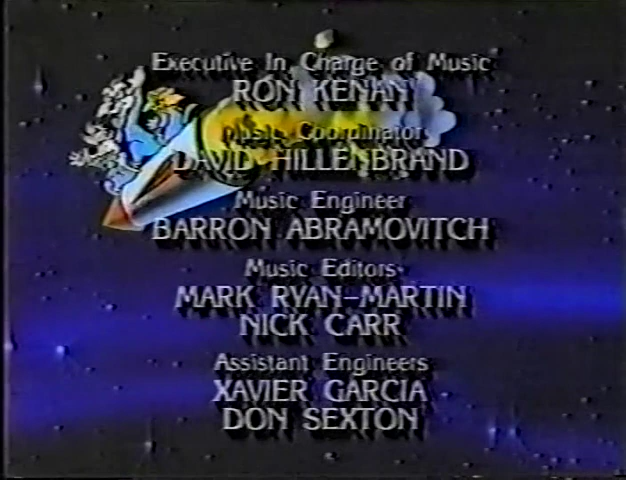 Executive In Charge of Music
RON KENAN
Music Coordinator
DAVID HILLENBRAND
Music Engineer
BARRON ABRAMOVITCH
Music Editors
MARK RYAN-MARTIN
NICK CARR
Assistant Engineers
XAVIER GARCIA
DON SEXTON